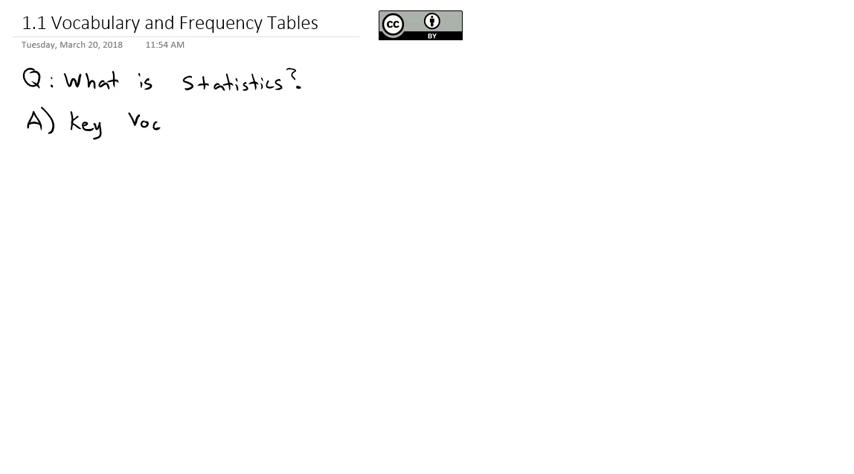 1.1 Vocabulary and Frequency Tables
Tuesday, March 20, 2018 11:54 AM
cc BY
Q: What is statistics?
A) Key Voc